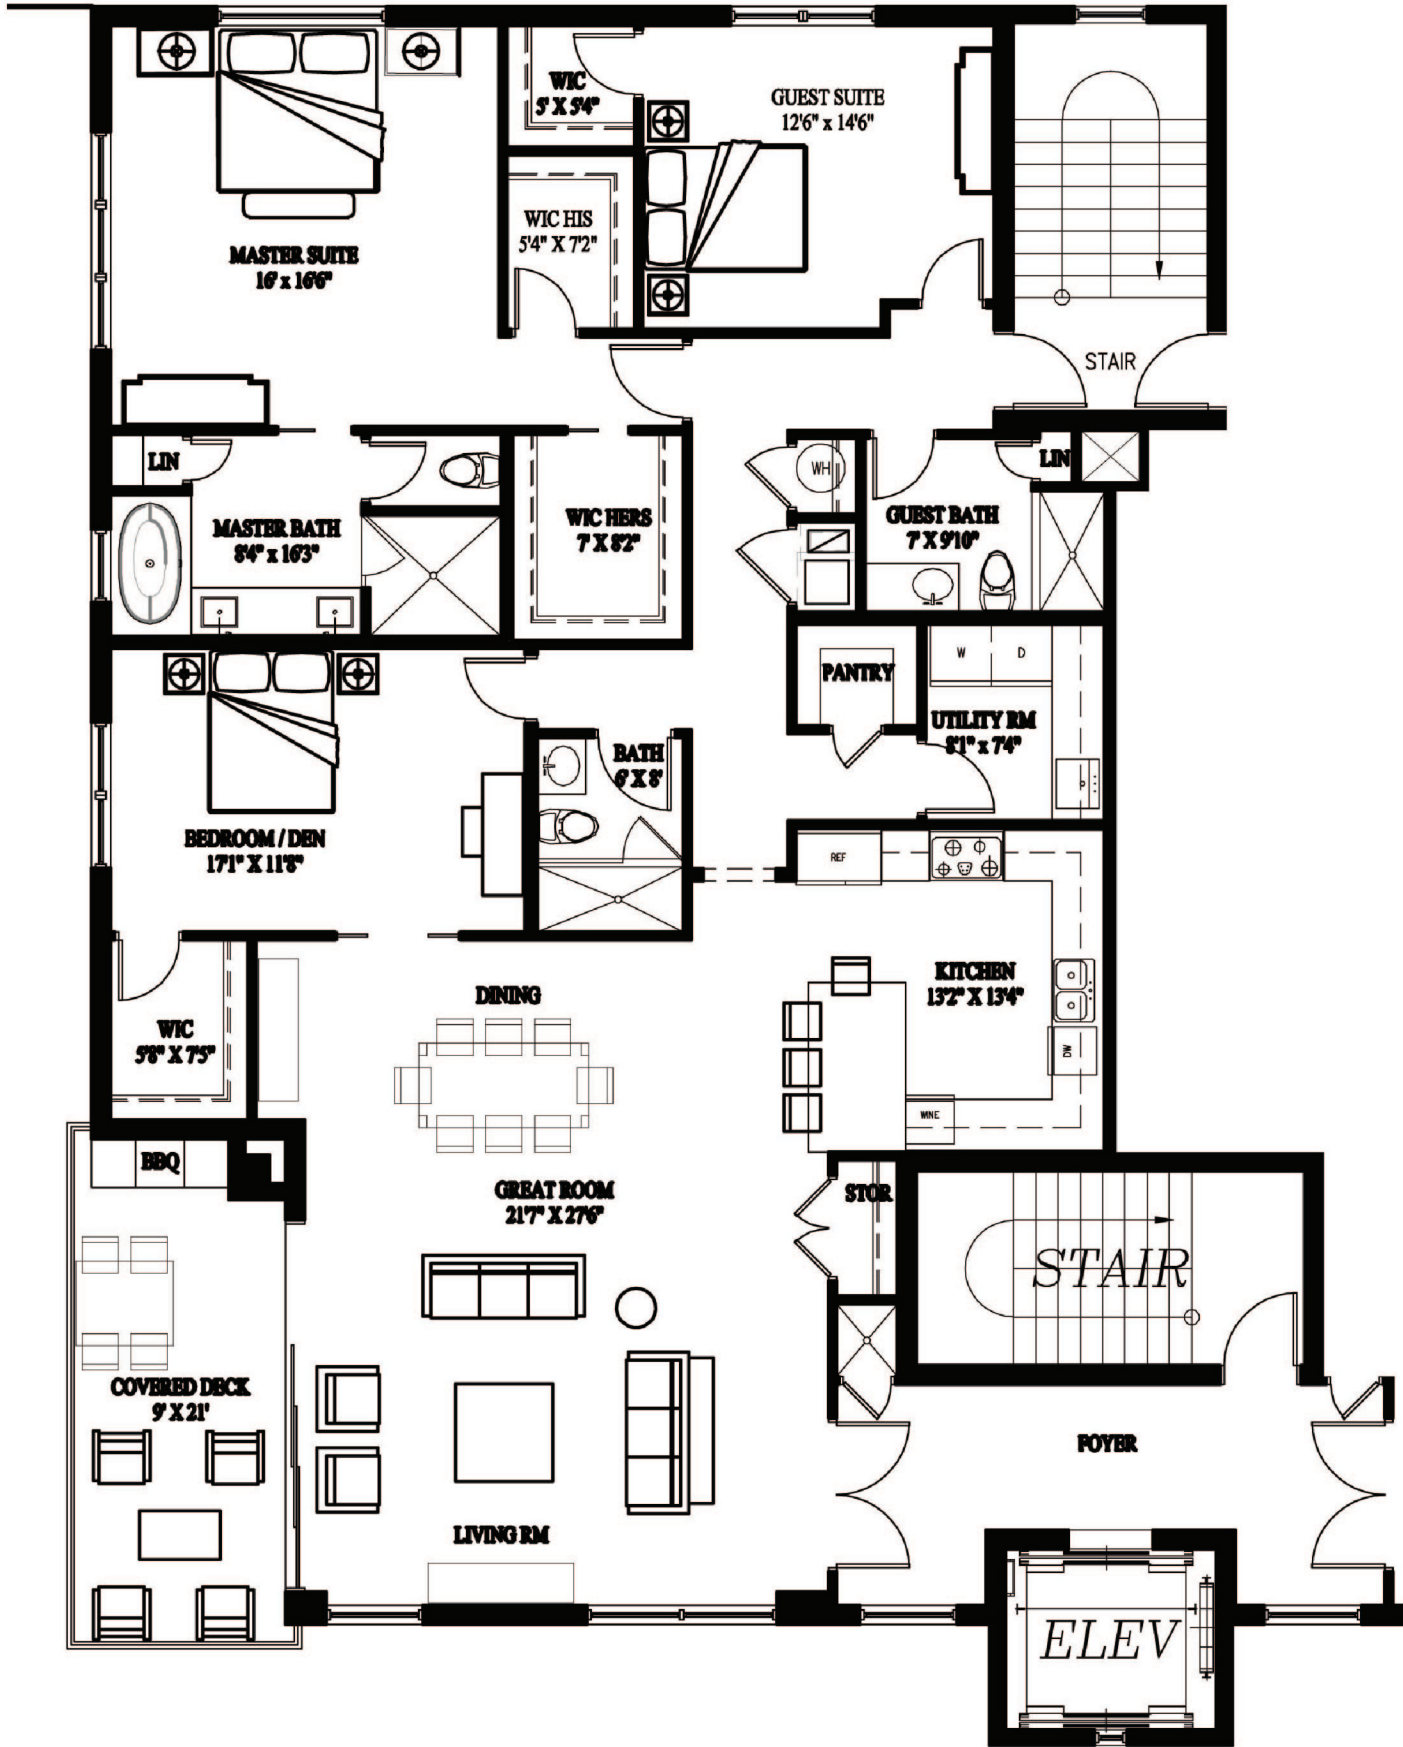 WIC
5' X 5'4"
GUEST SUITE
12'6" x 14'6"
WIC HIS
5'4" X 7'2"
MASTER SUITE
16' x 16'6"
STAIR
LIN
WH
LIN
MASTER BATH
8'4" x 16'3"
WIC HERS
7' X 8'2"
GUEST BATH
7' X 9'10"
W
D
PANTRY
UTILITY RM
8'1" x 7'4"
BATH
6' X 8'
BEDROOM / DEN
17'1" X 11'8"
REF
KITCHEN
13'2" X 13'4"
DINING
WIC
5'8" X 7'5"
DW
WINE
BBQ
GREAT ROOM
21'7" X 27'6"
STOR
STAIR
COVERED DECK
9' X 21'
FOYER
LIVING RM
ELEV